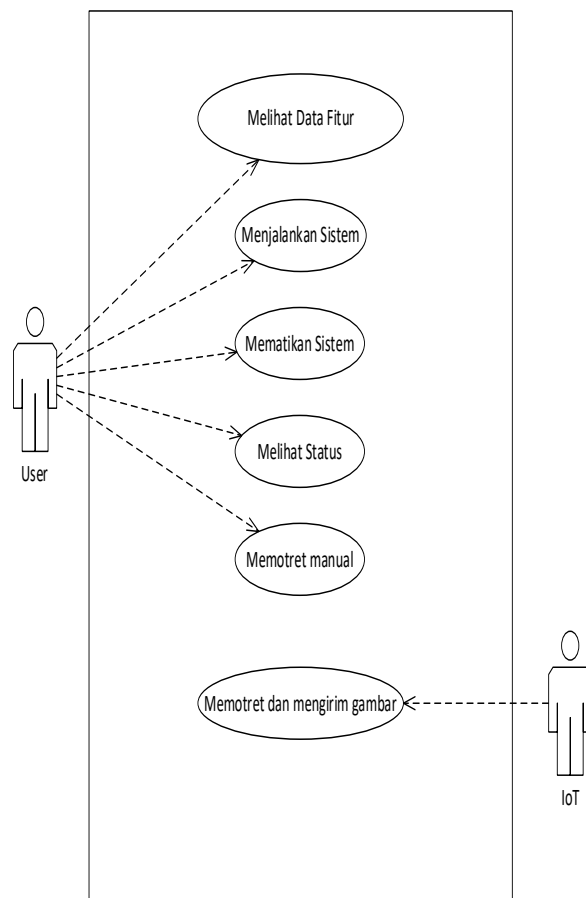 Melihat Data Fitur
Menjalankan Sistem
Mematikan Sistem
Melihat Status
User
Memotret manual
Memotret dan mengirim gambar
IoT